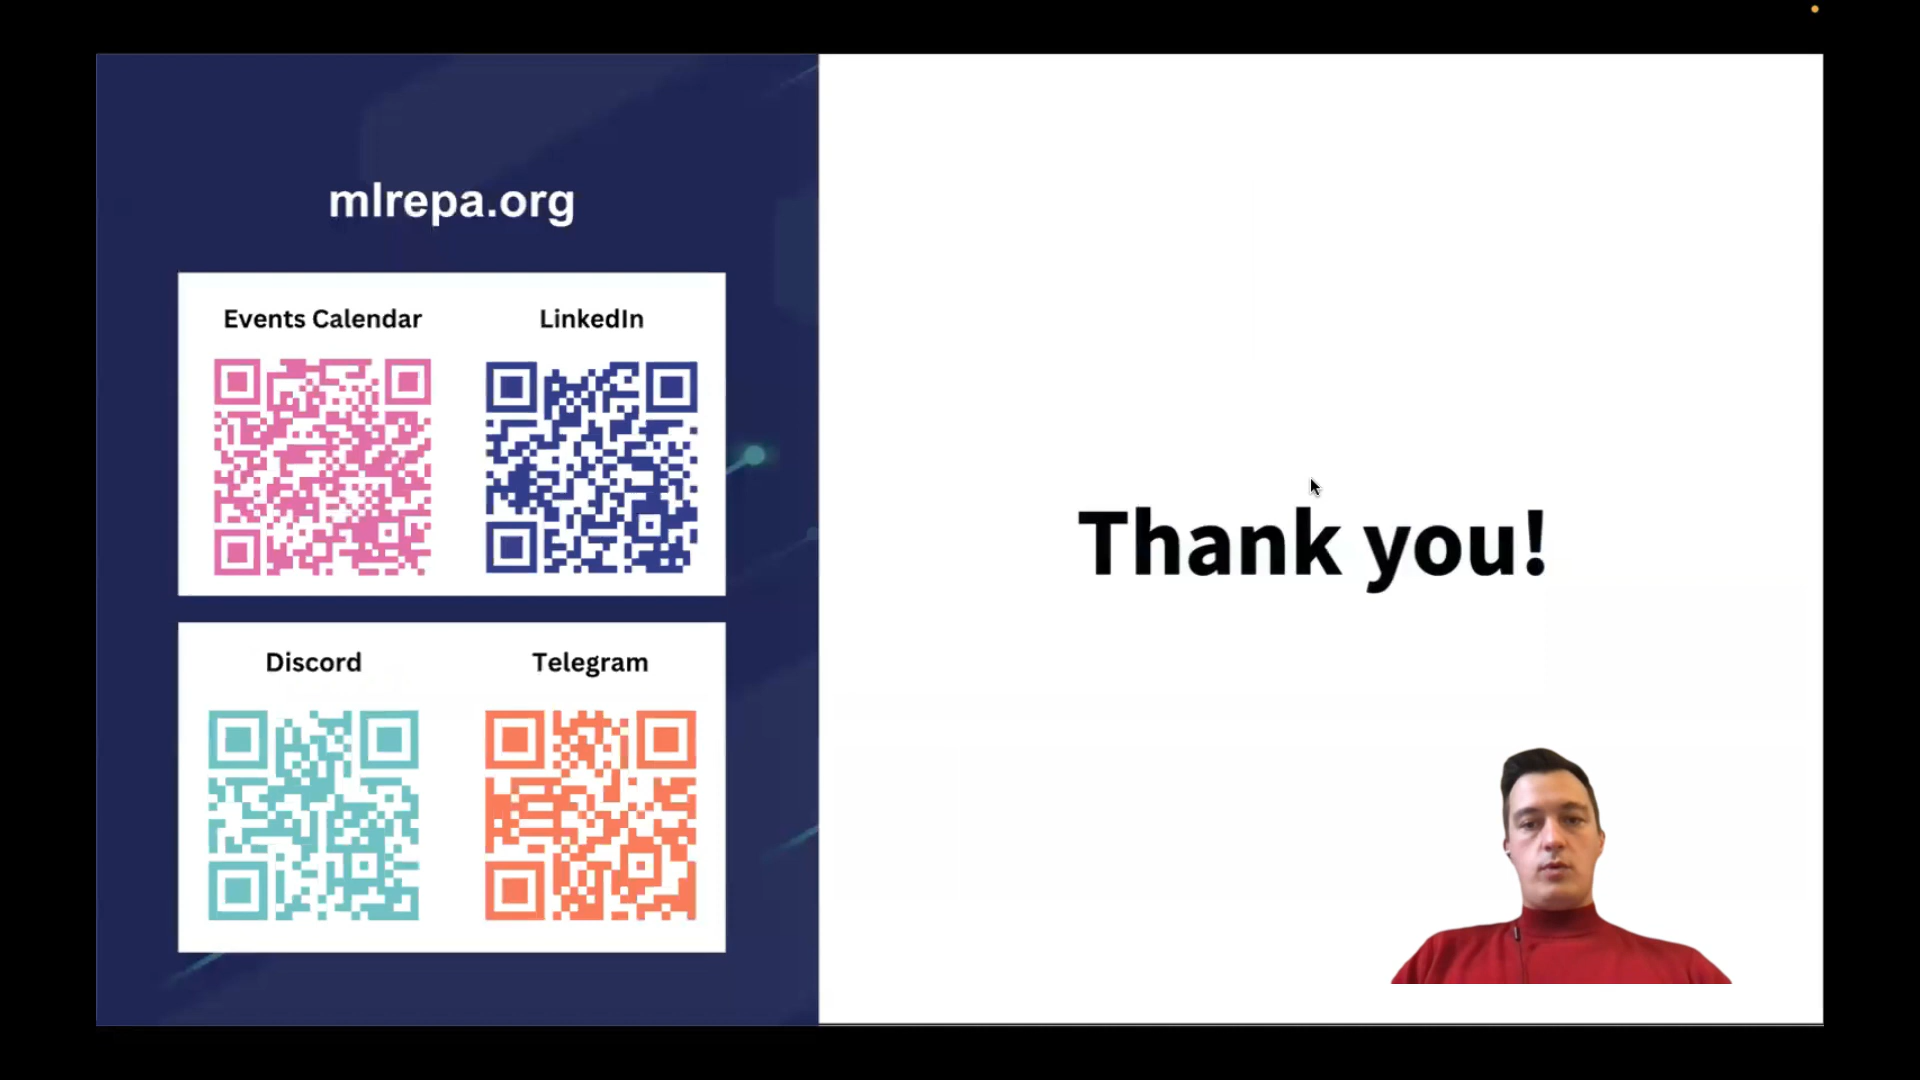 mlrepa.org
Events Calendar
LinkedIn
Discord
Telegram
Thank you!